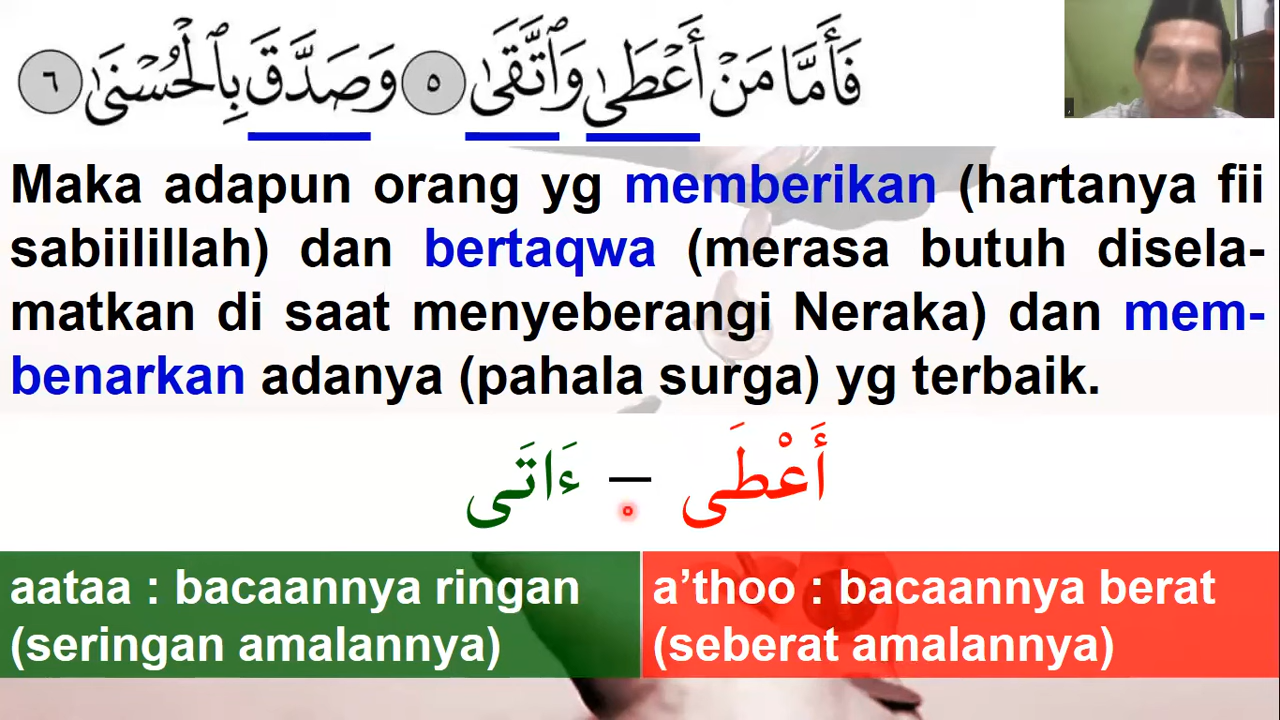 فَأَمَّا مَنْ أَعْطَىٰ وَٱتَّقَىٰ ٥ وَصَدَّقَ بِٱلْحُسْنَىٰ ٦
Maka adapun orang yg memberikan (hartanya fii
sabiilillah) dan bertaqwa (merasa butuh disela-
matkan di saat menyeberangi Neraka) dan mem-
benarkan adanya (pahala surga) yg terbaik.
أَعْطَى – ءَاتَى
aataa : bacaannya ringan
(seringan amalannya)
a’thoo : bacaannya berat
(seberat amalannya)